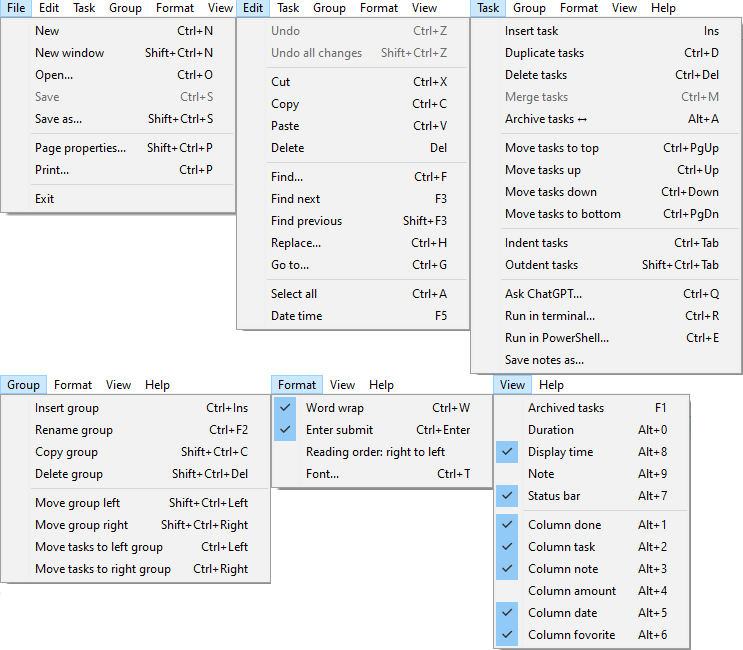 File Edit Task Group Format View
New Ctrl+N
New window Shift+Ctrl+N
Open... Ctrl+O
Save Ctrl+S
Save as... Shift+Ctrl+S
Page properties... Shift+Ctrl+P
Print... Ctrl+P
Exit
Edit Task Group Format View
Undo Ctrl+Z
Undo all changes Shift+Ctrl+Z
Cut Ctrl+X
Copy Ctrl+C
Paste Ctrl+V
Delete Del
Find... Ctrl+F
Find next F3
Find previous Shift+F3
Replace... Ctrl+H
Go to... Ctrl+G
Select all Ctrl+A
Date time F5
Task Group Format View Help
Insert task Ins
Duplicate tasks Ctrl+D
Delete tasks Ctrl+Del
Merge tasks Ctrl+M
Archive tasks ↔ Alt+A
Move tasks to top Ctrl+PgUp
Move tasks up Ctrl+Up
Move tasks down Ctrl+Down
Move tasks to bottom Ctrl+PgDn
Indent tasks Ctrl+Tab
Outdent tasks Shift+Ctrl+Tab
Ask ChatGPT... Ctrl+Q
Run in terminal... Ctrl+R
Run in PowerShell... Ctrl+E
Save notes as...
Group Format View Help
Insert group Ctrl+Ins
Rename group Ctrl+F2
Copy group Shift+Ctrl+C
Delete group Shift+Ctrl+Del
Move group left Shift+Ctrl+Left
Move group right Shift+Ctrl+Right
Move tasks to left group Ctrl+Left
Move tasks to right group Ctrl+Right
Format View Help
Word wrap Ctrl+W
Enter submit Ctrl+Enter
Reading order: right to left
Font... Ctrl+T
View Help
Archived tasks F1
Duration Alt+0
Display time Alt+8
Note Alt+9
Status bar Alt+7
Column done Alt+1
Column task Alt+2
Column note Alt+3
Column amount Alt+4
Column date Alt+5
Column fovorite Alt+6